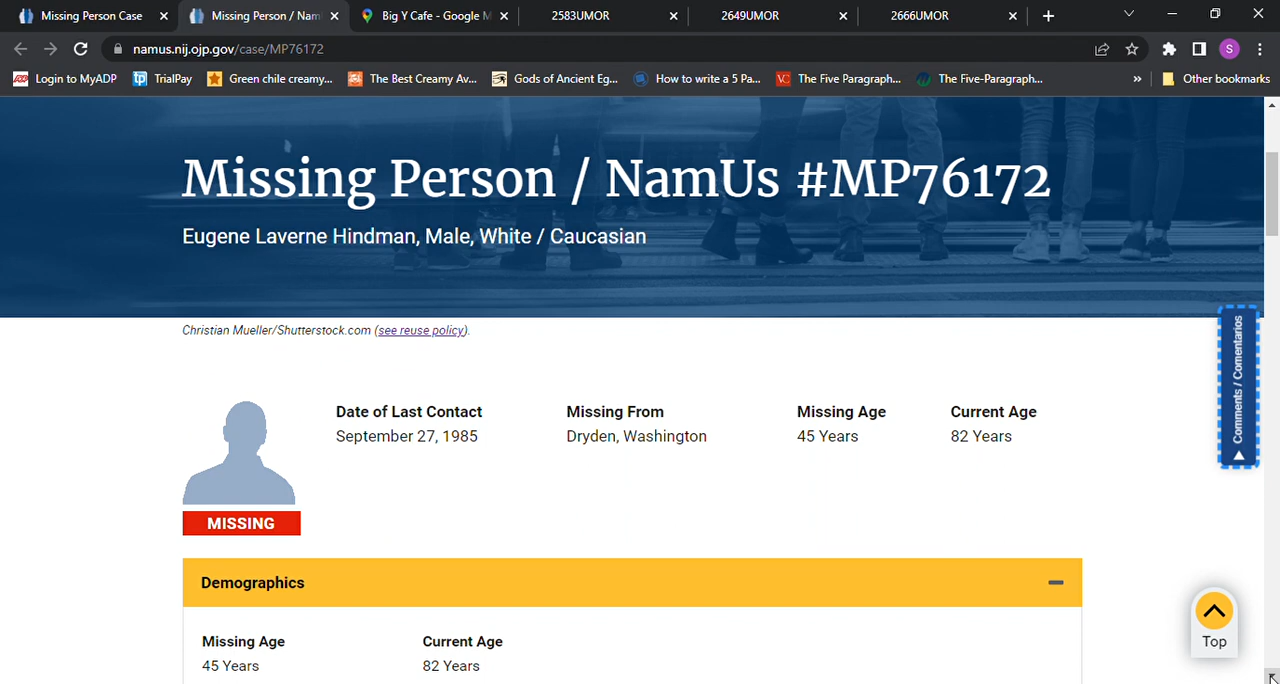 Missing Person Case
Missing Person / Nam
Big Y Cafe - Google M
2583UMOR
2649UMOR
2666UMOR
namus.nij.ojp.gov/case/MP76172
S
Login to MyADP
tp TrialPay
Green chile creamy...
The Best Creamy Av...
Gods of Ancient Eg...
How to write a 5 Pa...
VC The Five Paragraph...
The Five-Paragraph...
» Other bookmarks
Missing Person / NamUs #MP76172
Eugene Laverne Hindman, Male, White / Caucasian
Christian Mueller/Shutterstock.com (see reuse policy).
Comments / Comentarios
Date of Last Contact Missing From Missing Age Current Age
September 27, 1985 Dryden, Washington 45 Years 82 Years
MISSING
Demographics
Missing Age Current Age
45 Years 82 Years
Top